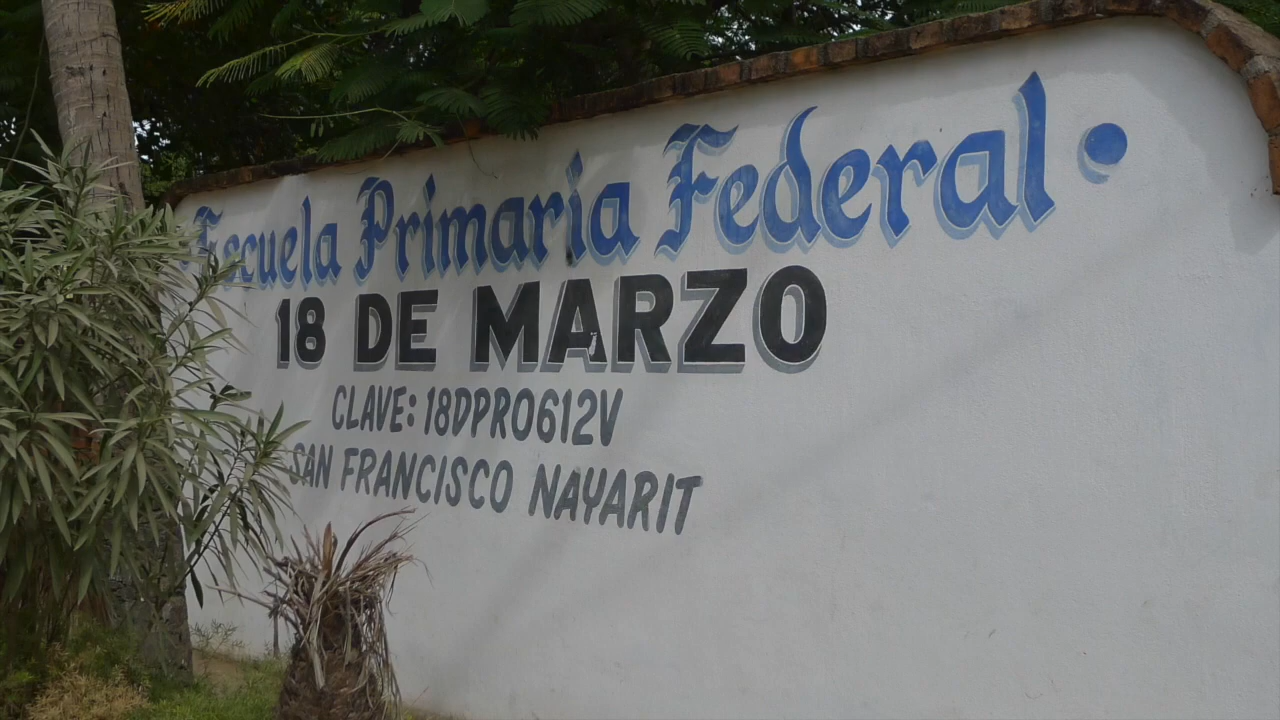 Escuela Primaria Federal.
18 DE MARZO
CLAVE: 18DPR0612V
SAN FRANCISCO NAYARIT